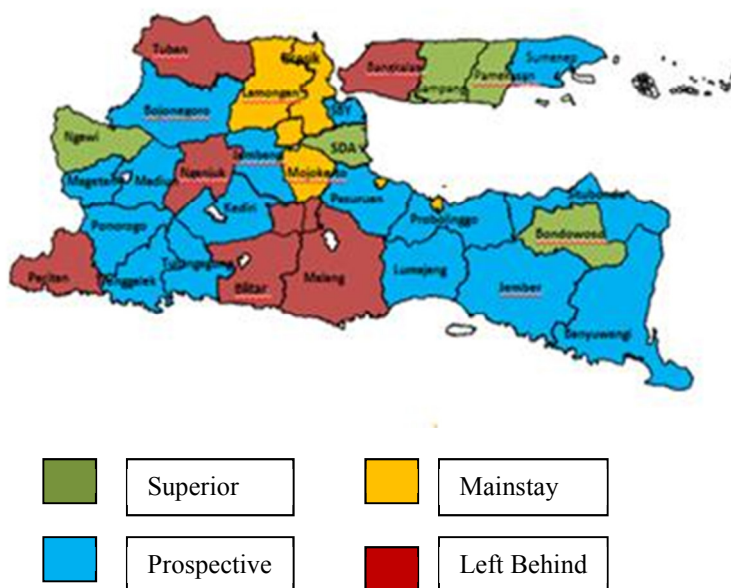 Tuban
Lamongan
Bangkalan
Sampang
Pamekasan
Sumenep
Bojonegoro
SBY
Ngawi
Jombang
SDA
Magetan
Madiun
Nganjuk
Mojokerto
Kediri
Pasuruan
Probolinggo
Situbondo
Ponorogo
Bondowoso
Pacitan
Trenggalek
Tulungagung
Blitar
Malang
Lumajang
Jember
Banyuwangi
Superior
Mainstay
Prospective
Left Behind